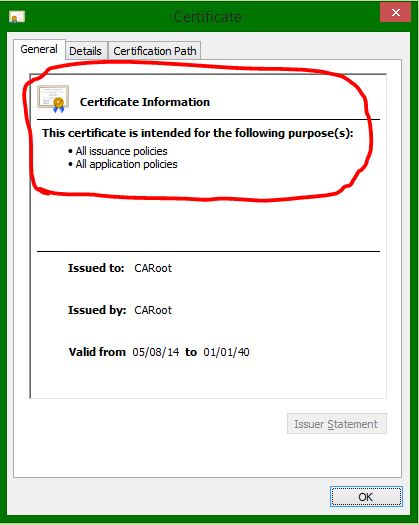 Certificate
General Details Certification Path
Certificate Information
This certificate is intended for the following purpose(s):
• All issuance policies
• All application policies
Issued to: CARoot
Issued by: CARoot
Valid from 05/08/14 to 01/01/40
Issuer Statement
OK